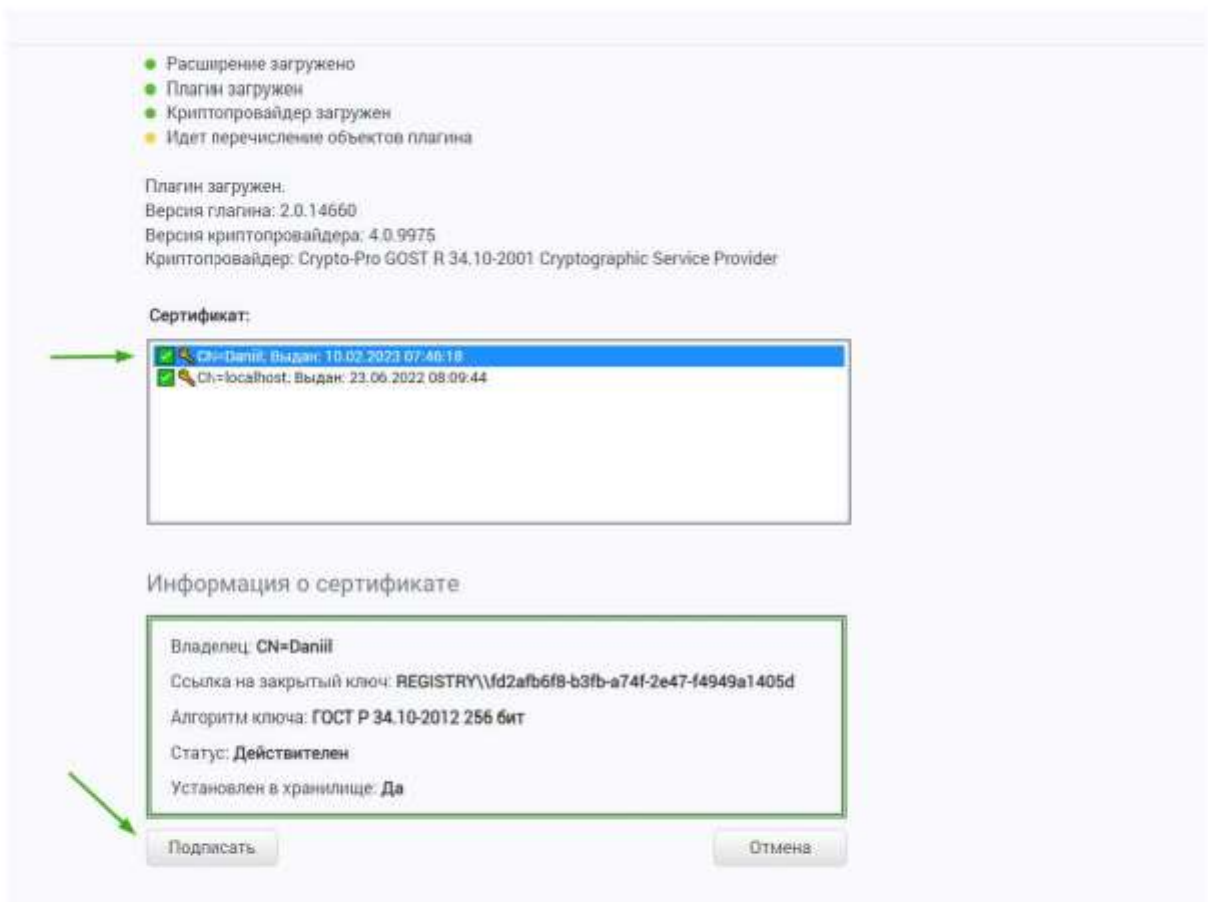 Расширение загружено
Плагин загружен
Криптопровайдер загружен
Идет перечисление объектов плагина
Плагин загружен.
Версия плагина: 2.0.14660
Версия криптопровайдера: 4.0.9975
Криптопровайдер: Crypto-Pro GOST R 34.10-2001 Cryptographic Service Provider
Сертификат:
CN=Daniil; Выдан: 10.02.2023 07:46:18
CN=localhost; Выдан: 23.06.2022 08:09:44
Информация о сертификате
Владелец: CN=Daniil
Ссылка на закрытый ключ: REGISTRY\\fd2afb6f8-b3fb-a74f-2e47-f4949a1405d
Алгоритм ключа: ГОСТ Р 34.10-2012 256 бит
Статус: Действителен
Установлен в хранилище: Да
Подписать Отмена